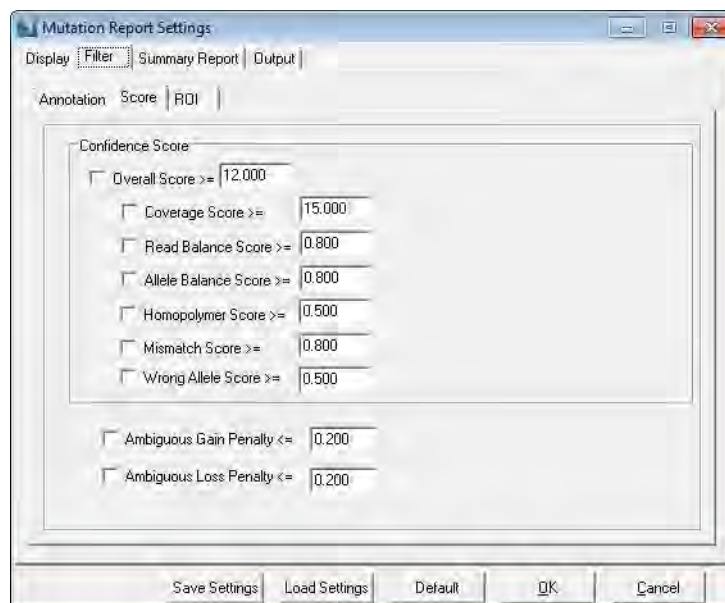 Mutation Report Settings
Display Filter Summary Report Output
Annotation Score ROI
Confidence Score
Overall Score >= 12.000
Coverage Score >= 15.000
Read Balance Score >= 0.800
Allele Balance Score >= 0.800
Homopolymer Score >= 0.500
Mismatch Score >= 0.800
Wrong Allele Score >= 0.500
Ambiguous Gain Penalty <= 0.200
Ambiguous Loss Penalty <= 0.200
Save Settings Load Settings Default OK Cancel